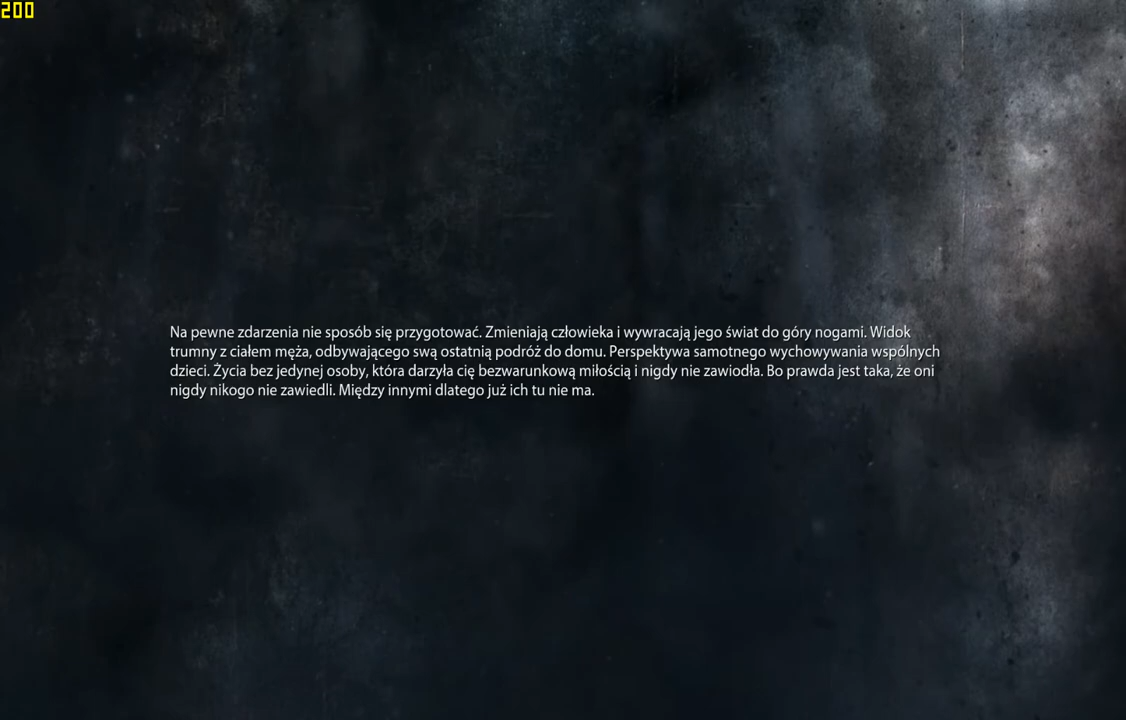 200
Na pewne zdarzenia nie sposób się przygotować. Zmieniają człowieka i wywracają jego świat do góry nogami. Widok
trumny z ciałem męża, odbywającego swą ostatnią podróż do domu. Perspektywa samotnego wychowywania wspólnych
dzieci. Życia bez jedynej osoby, która darzyła cię bezwarunkową miłością i nigdy nie zawiodła. Bo prawda jest taka, że oni
nigdy nikogo nie zawiedli. Między innymi dlatego już ich tu nie ma.